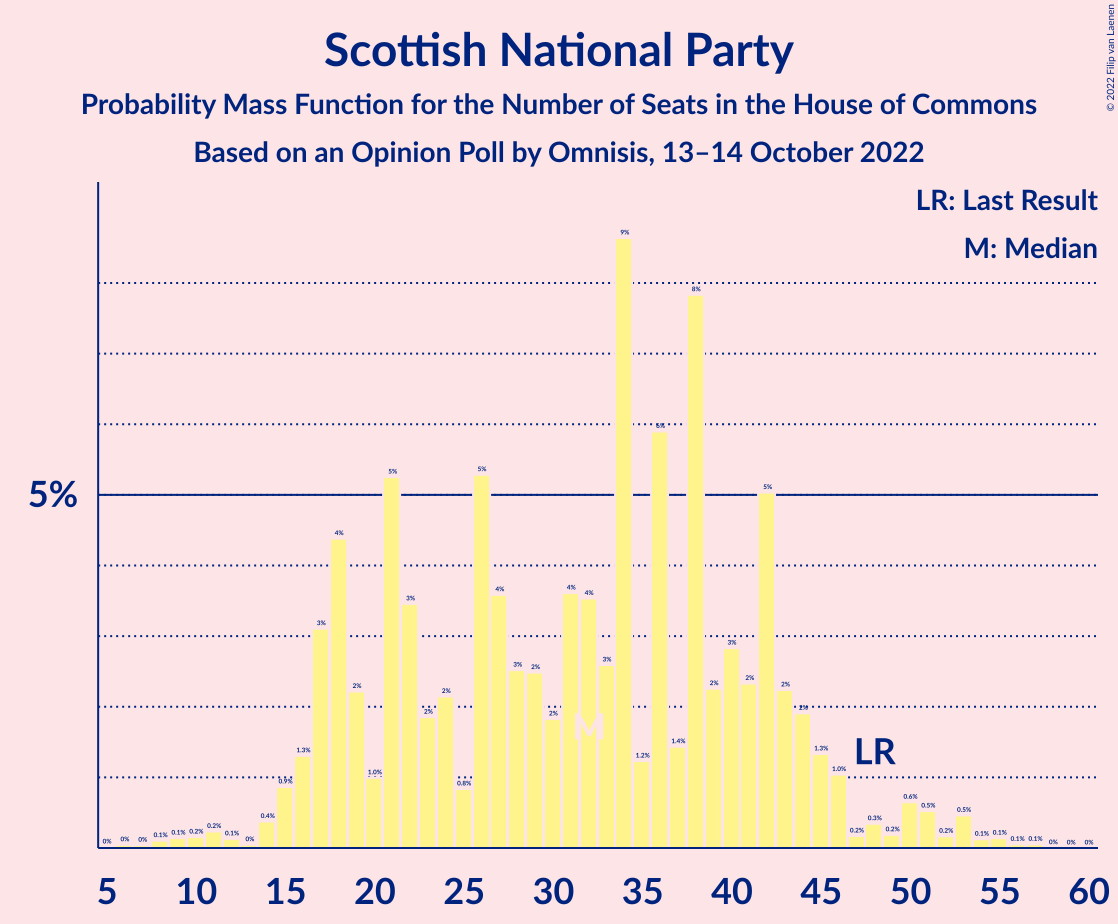 Scottish National Party
Probability Mass Function for the Number of Seats in the House of Commons
Based on an Opinion Poll by Omnisis, 13–14 October 2022
© 2022 Filip van Laenen
LR: Last Result
M: Median
5%
0% 0% 0% 0.1% 0.1% 0.2% 0.2% 0.1% 0% 0.4% 0.9% 1.3% 3% 4% 2% 1.0% 5% 3% 2% 2% 0.8% 5% 4% 3% 2% 2% 4% 4% 3% 9% 1.2% 6% 1.4% 8% 2% 3% 2% 5% 2% 2% 1.3% 1.0% 0.2% 0.3% 0.2% 0.6% 0.5% 0.2% 0.5% 0.1% 0.1% 0.1% 0.1% 0% 0% 0%
M
LR
5 10 15 20 25 30 35 40 45 50 55 60